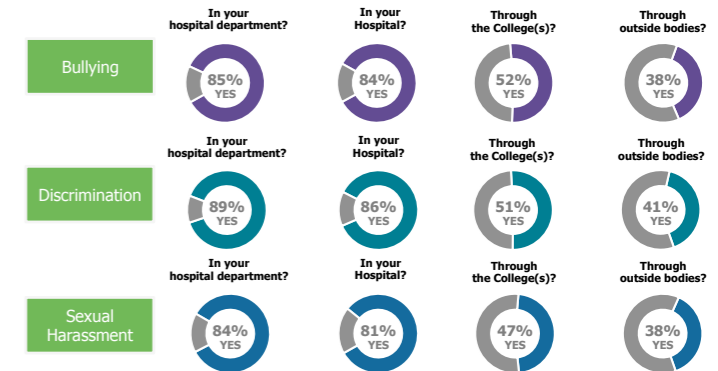 In your
hospital department?
In your
Hospital?
Through
the College(s)?
Through
outside bodies?
Bullying
85%
YES
84%
YES
52%
YES
38%
YES
In your
hospital department?
In your
Hospital?
Through
the College(s)?
Through
outside bodies?
Discrimination
89%
YES
86%
YES
51%
YES
41%
YES
In your
hospital department?
In your
Hospital?
Through
the College(s)?
Through
outside bodies?
Sexual
Harassment
84%
YES
81%
YES
47%
YES
38%
YES